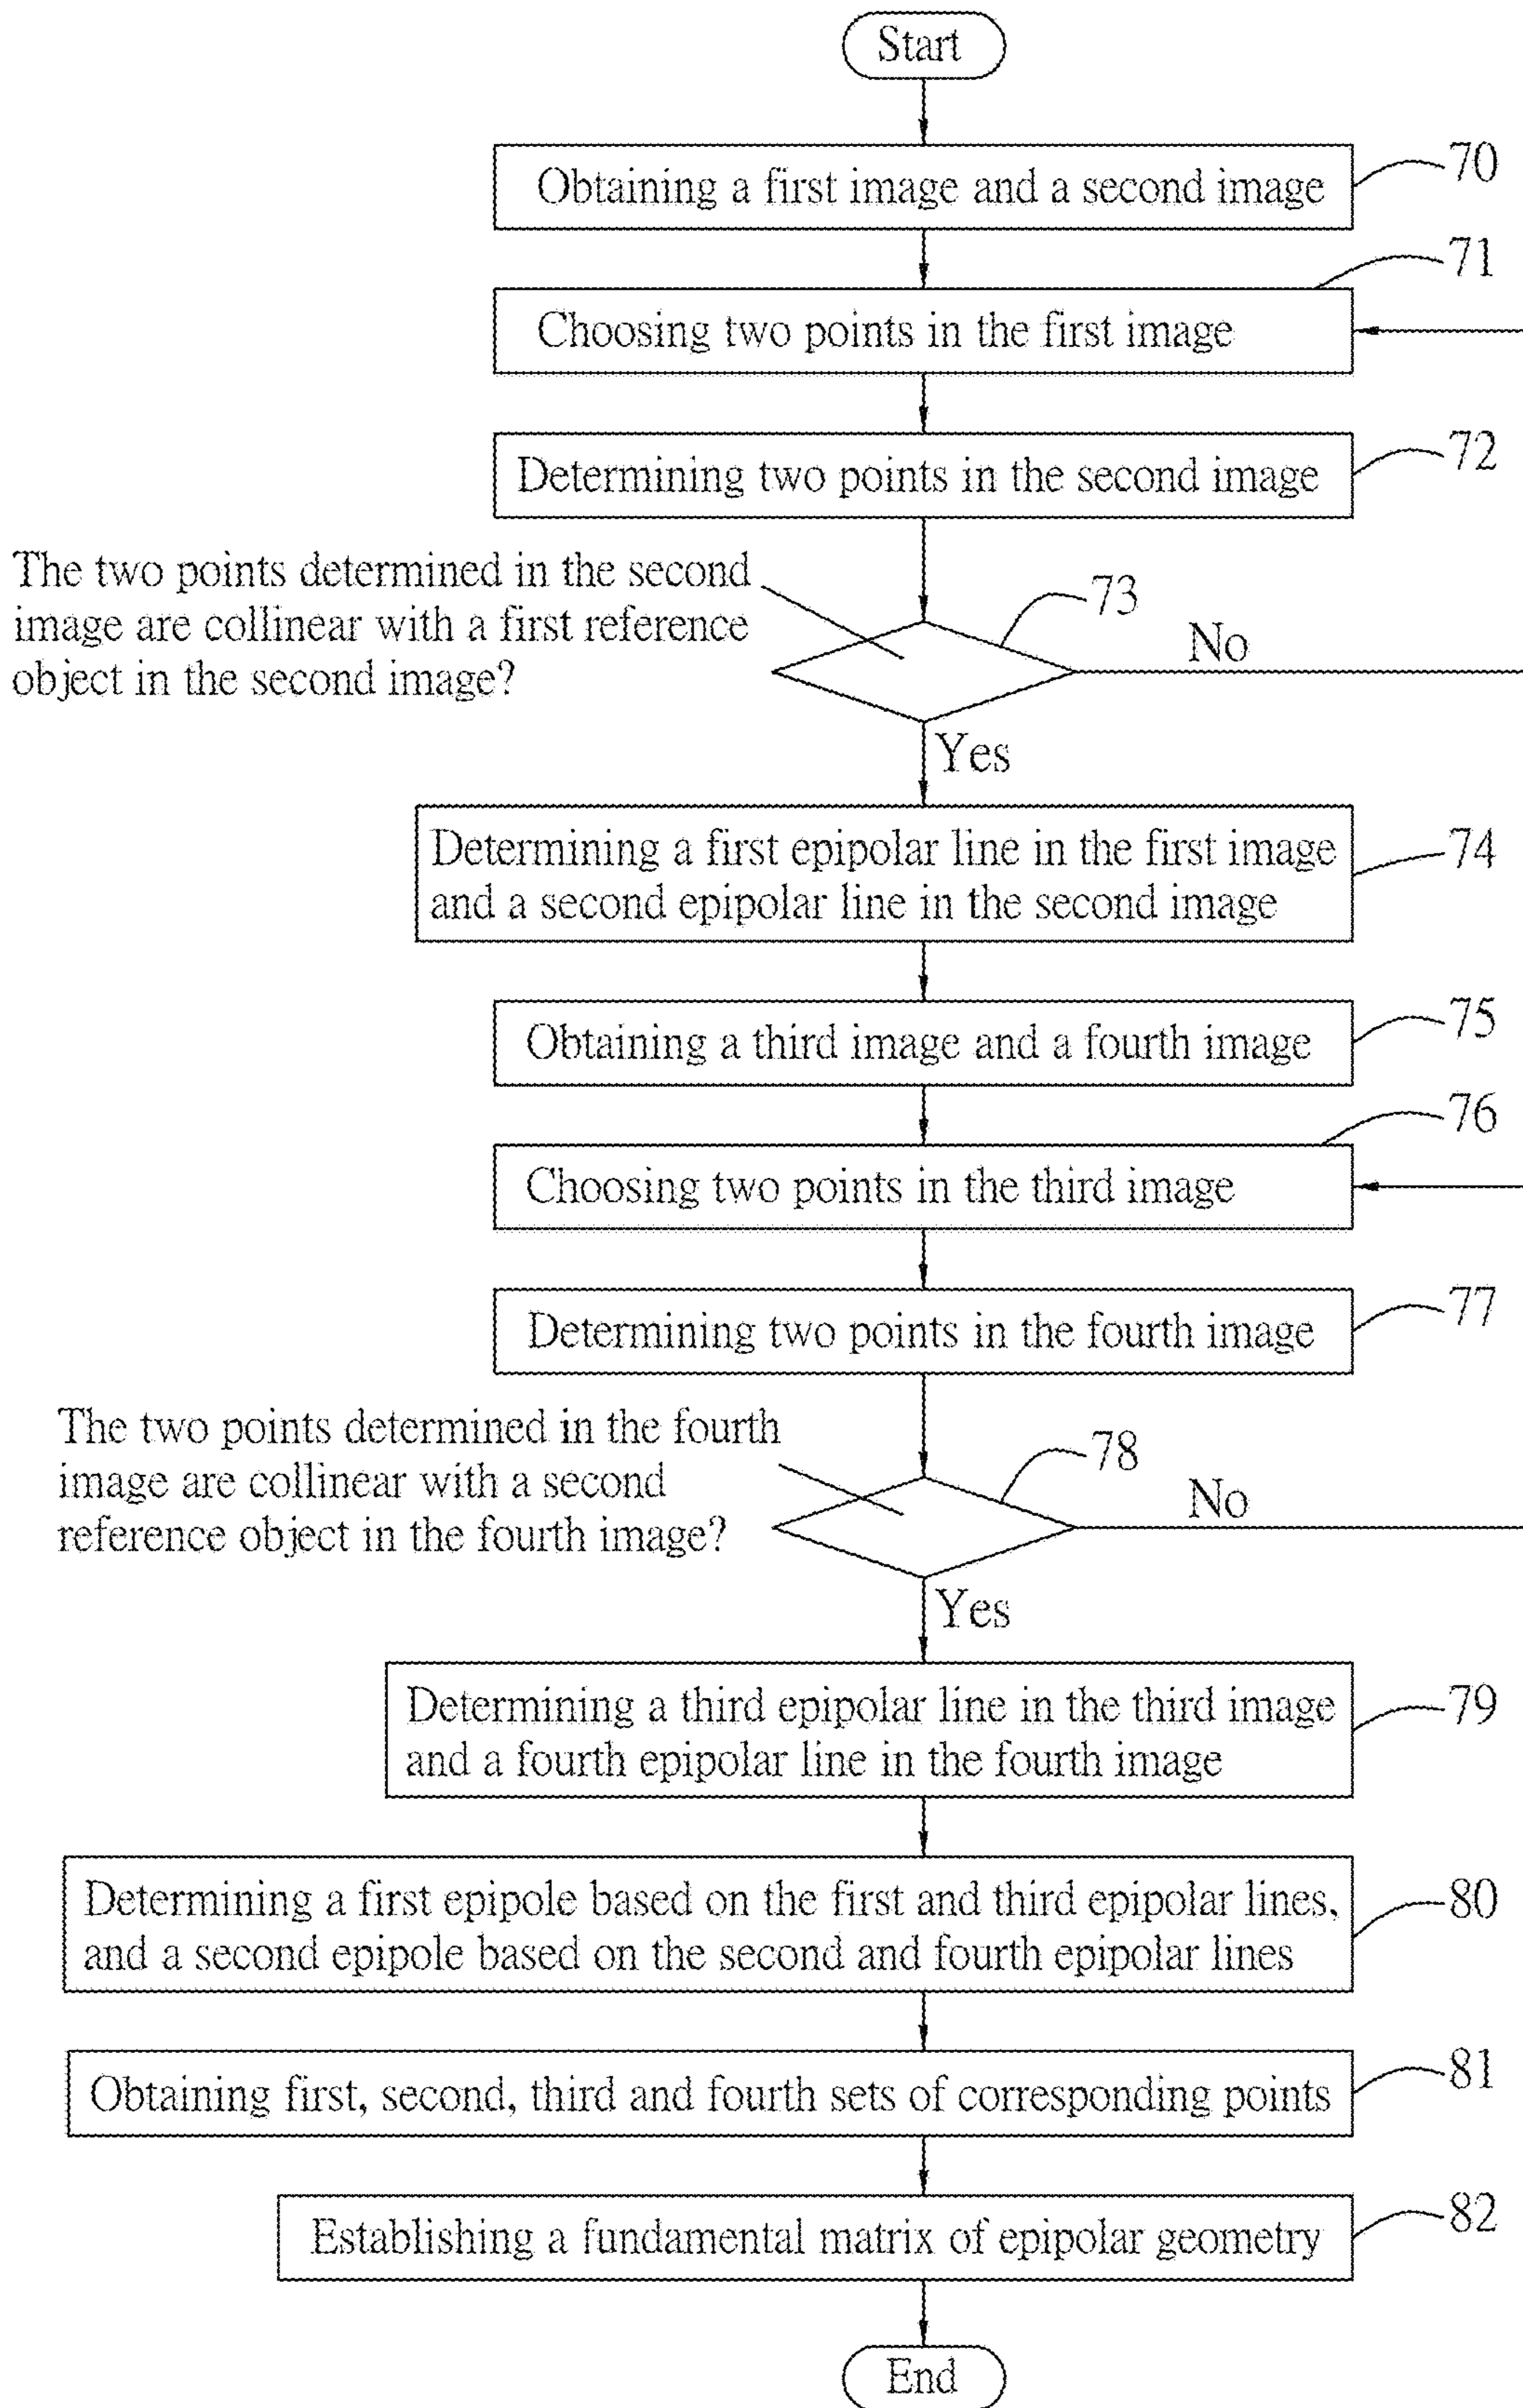 Start
Obtaining a first image and a second image
70
71
Choosing two points in the first image
72
Determining two points in the second image
The two points determined in the second
image are collinear with a first reference
object in the second image?
73
No
Yes
Determining a first epipolar line in the first image
and a second epipolar line in the second image
74
Obtaining a third image and a fourth image
75
76
Choosing two points in the third image
Determining two points in the fourth image
77
The two points determined in the fourth
image are collinear with a second
reference object in the fourth image?
78
No
Yes
Determining a third epipolar line in the third image
and a fourth epipolar line in the fourth image
79
Determining a first epipole based on the first and third epipolar lines,
and a second epipole based on the second and fourth epipolar lines
80
Obtaining first, second, third and fourth sets of corresponding points
81
Establishing a fundamental matrix of epipolar geometry
82
End